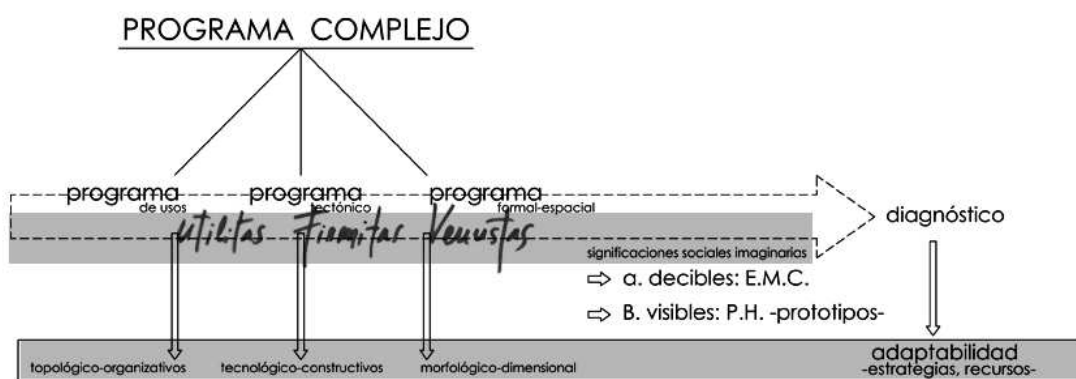 PROGRAMA COMPLEJO
programa programa programa
de usos tectónico formal-espacial
utilitas Firmitas Venustas
diagnóstico
significaciones sociales imaginarias
a. decibles: E.M.C.
B. visibles: P.H. -prototipos-
topológico-organizativos tecnológico-constructivos morfológico-dimensional
adaptabilidad
-estrategias, recursos-